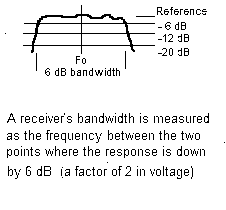 Reference
- 6 dB
-12 dB
-20 dB
Fo
6 dB bandwidth
A receiver's bandwidth is measured
as the frequency between the two
points where the response is down
by 6 dB (a factor of 2 in voltage)